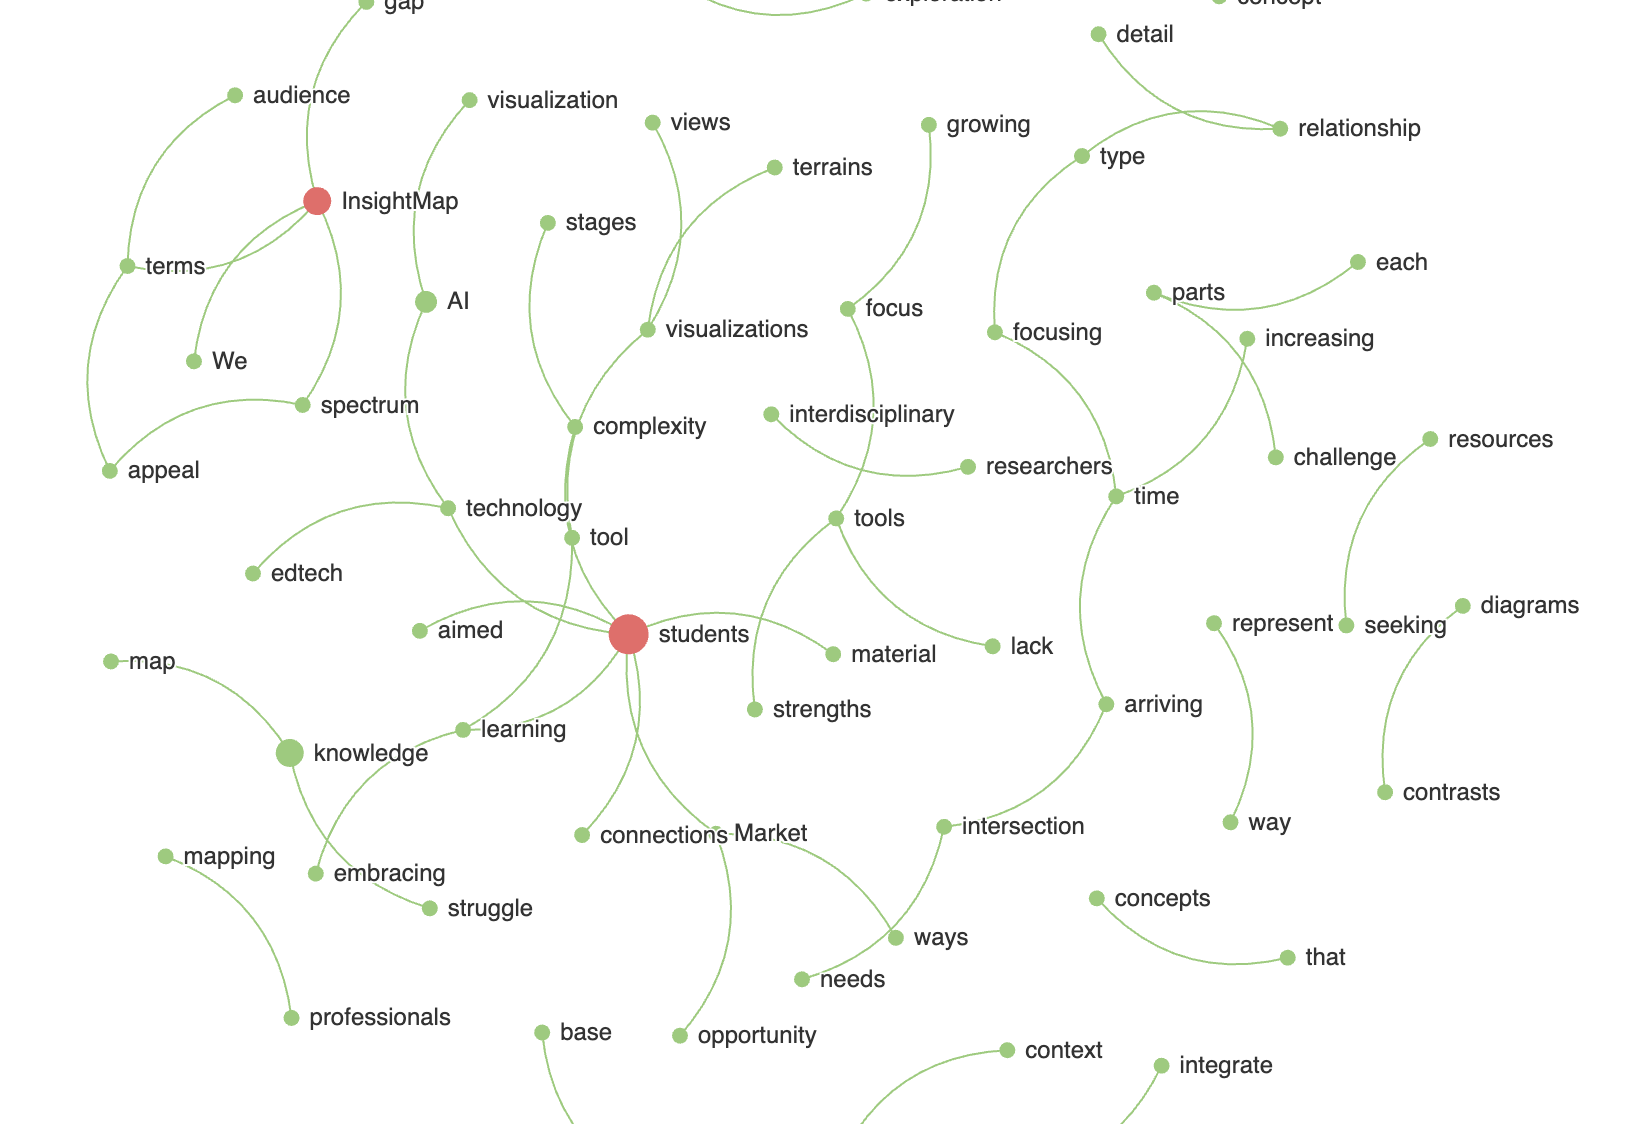 gap
exploration
concept
detail
audience
visualization
views
growing
relationship
type
terrains
InsightMap
stages
terms
each
parts
AI
focus
visualizations
focusing
increasing
We
spectrum
interdisciplinary
complexity
resources
challenge
researchers
appeal
time
technology
tools
tool
edtech
diagrams
represent
seeking
aimed
students
lack
material
map
arriving
strengths
learning
knowledge
contrasts
way
intersection
connections
Market
mapping
embracing
concepts
struggle
ways
that
needs
professionals
base
opportunity
context
integrate